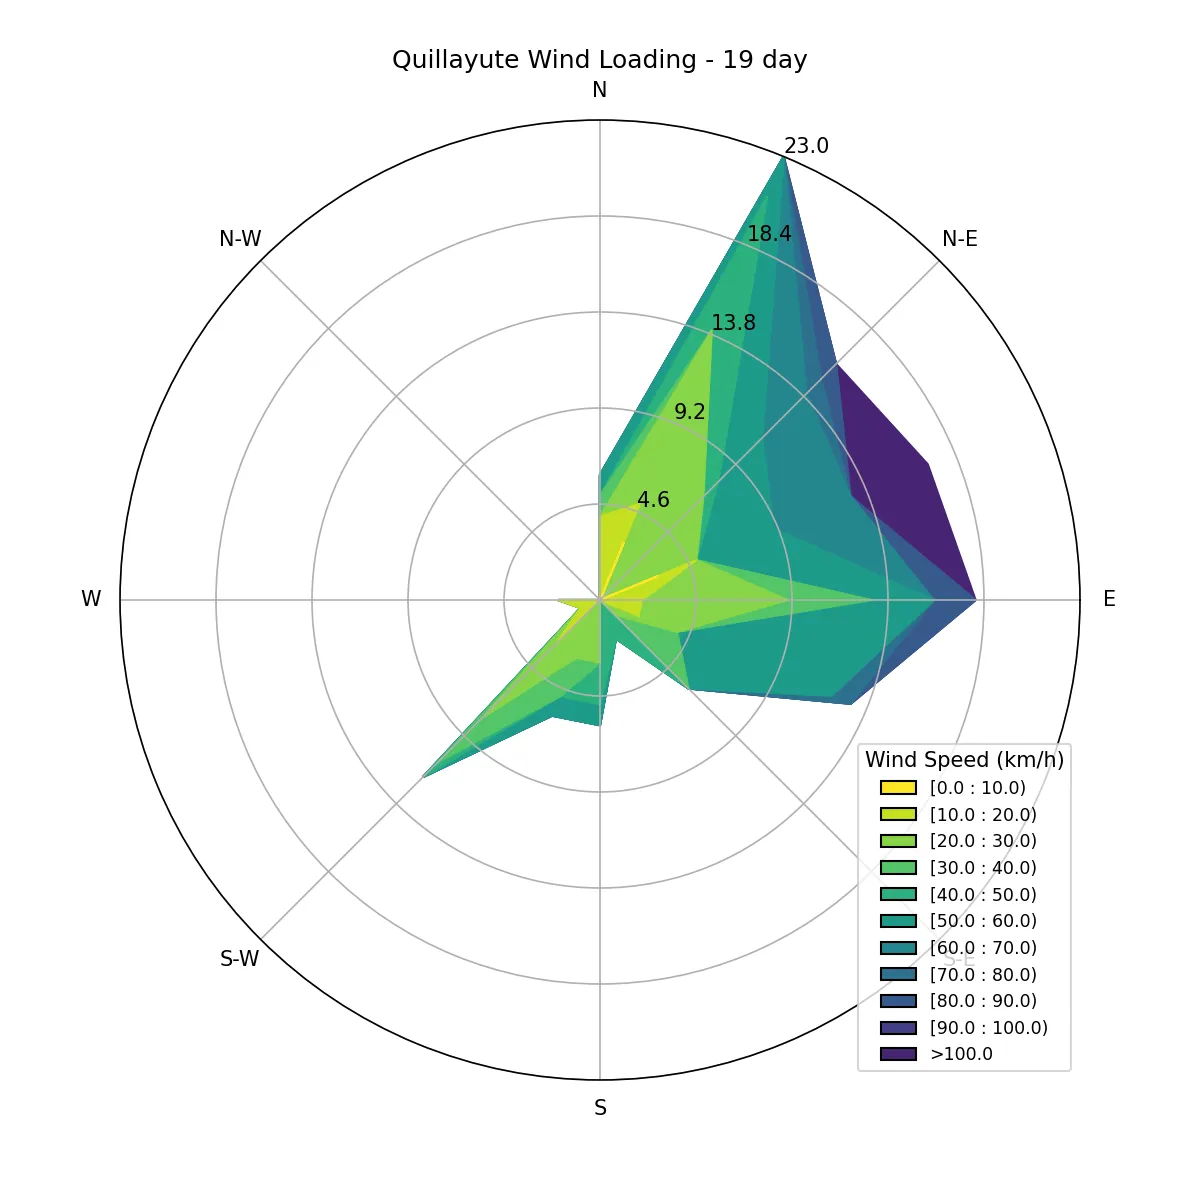 Quillayute Wind Loading - 19 day
N
23.0
N-W
18.4
N-E
13.8
9.2
4.6
W
E
Wind Speed (km/h)
[0.0 : 10.0)
[10.0 : 20.0)
[20.0 : 30.0)
[30.0 : 40.0)
[40.0 : 50.0)
[50.0 : 60.0)
[60.0 : 70.0)
[70.0 : 80.0)
[80.0 : 90.0)
[90.0 : 100.0)
>100.0
S-W
S-E
S